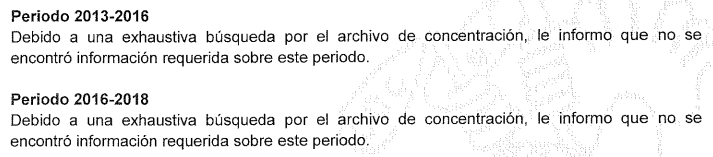 Periodo 2013-2016
Debido a una exhaustiva búsqueda por el archivo de concentración, le informo que no se
encontró información requerida sobre este periodo.
Periodo 2016-2018
Debido a una exhaustiva búsqueda por el archivo de concentración, le informo que no se
encontró información requerida sobre este periodo.